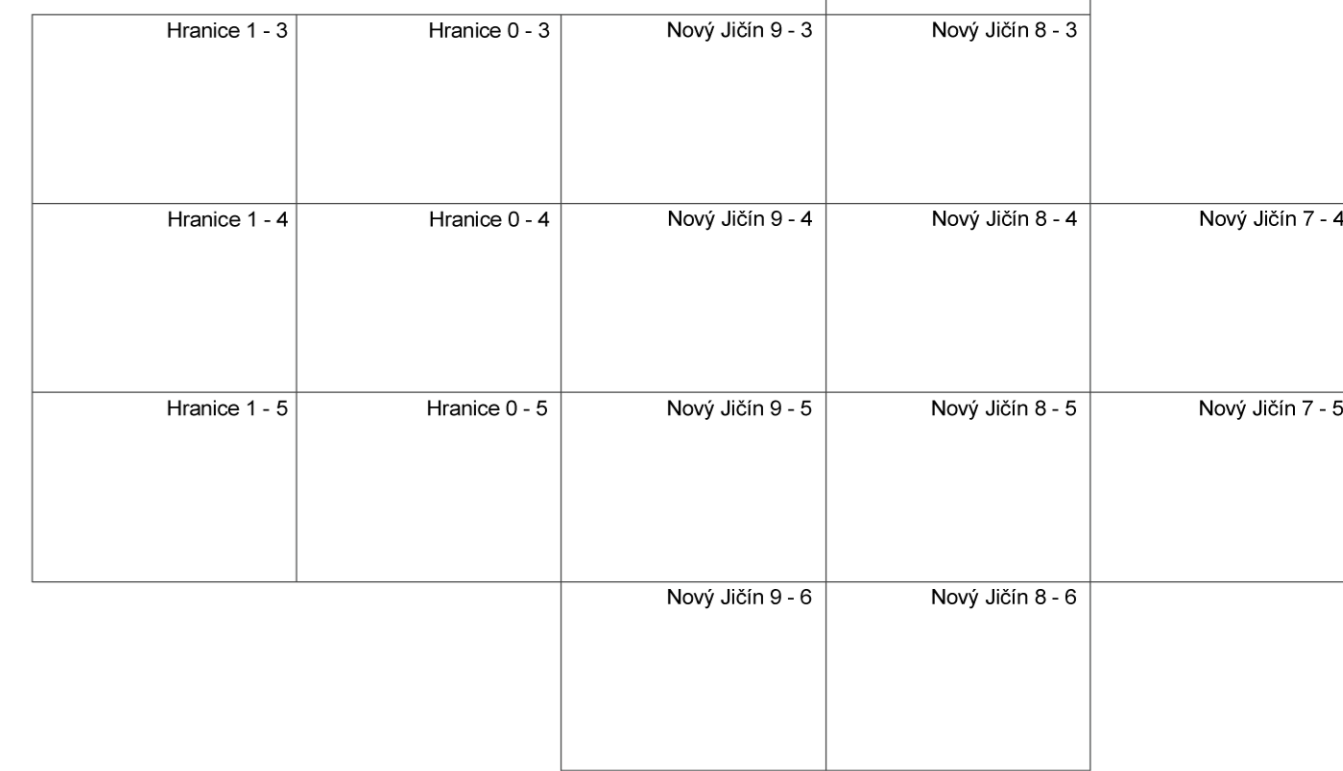 Hranice 1 - 3 Hranice 0 - 3 Nový Jičín 9 - 3 Nový Jičín 8 - 3
Hranice 1 - 4 Hranice 0 - 4 Nový Jičín 9 - 4 Nový Jičín 8 - 4 Nový Jičín 7 - 4
Hranice 1 - 5 Hranice 0 - 5 Nový Jičín 9 - 5 Nový Jičín 8 - 5 Nový Jičín 7 - 5
Nový Jičín 9 - 6 Nový Jičín 8 - 6